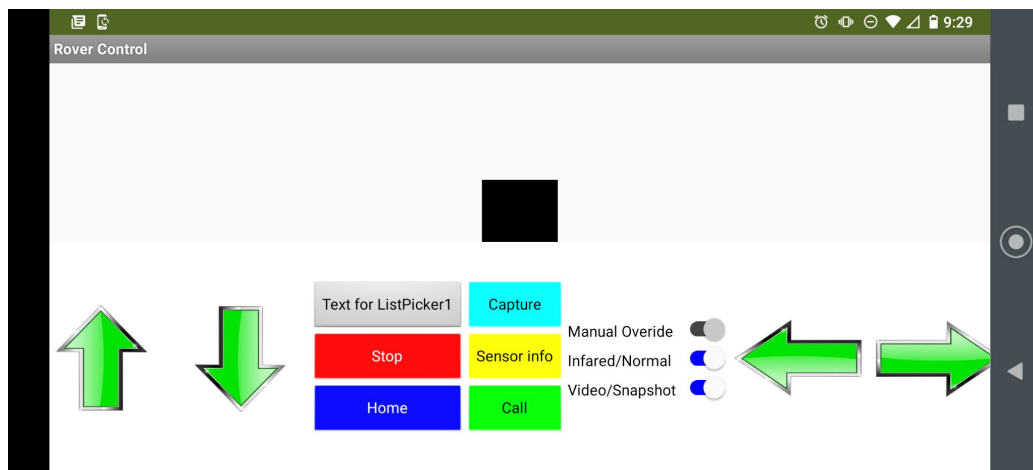 9:29
Rover Control
Text for ListPicker1
Capture
Manual Overide
Stop
Sensor info
Infared/Normal
Video/Snapshot
Home
Call